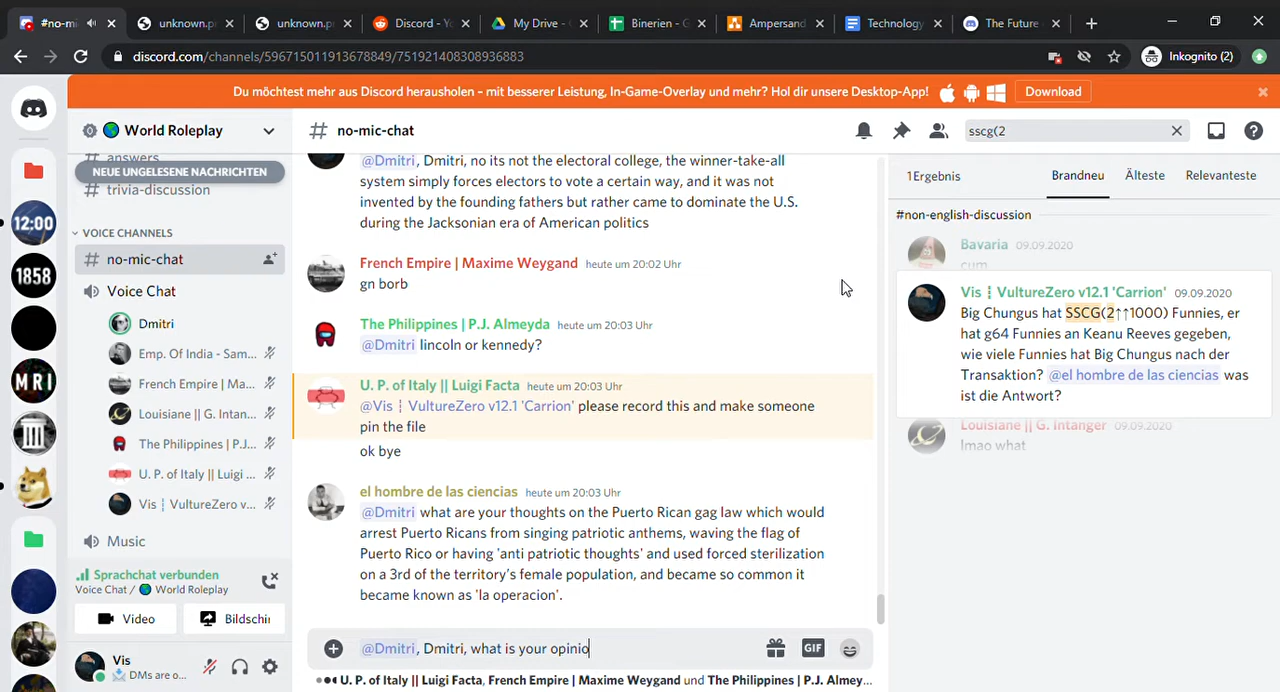 #no-mi
unknown.p
unknown.p
Discord - Yo
My Drive - G
Binerien - G
Ampersand
Technology
The Future
discord.com/channels/596715011913678849/751921408308936883
Inkognito (2)
Du möchtest mehr aus Discord herausholen – mit besserer Leistung, In-Game-Overlay und mehr? Hol dir unsere Desktop-App!
Download
World Roleplay
no-mic-chat
sscg(2
12:00
1858
MRI
answers
NEUE UNGELESENE NACHRICHTEN
trivia-discussion
VOICE CHANNELS
no-mic-chat
Voice Chat
Dmitri
Emp. Of India - Sam...
French Empire | Ma...
Louisiane || G. Intan...
The Philippines | P.J...
U. P. of Italy || Luigi ...
Vis ¦ VultureZero v...
Music
Sprachchat verbunden
Voice Chat / World Roleplay
Video
Bildschir
Vis
DMs are o...
@Dmitri, Dmitri, no its not the electoral college, the winner-take-all
system simply forces electors to vote a certain way, and it was not
invented by the founding fathers but rather came to dominate the U.S.
during the Jacksonian era of American politics
French Empire | Maxime Weygand heute um 20:02 Uhr
gn borb
The Philippines | P.J. Almeyda heute um 20:03 Uhr
@Dmitri lincoln or kennedy?
U. P. of Italy || Luigi Facta heute um 20:03 Uhr
@Vis ¦ VultureZero v12.1 'Carrion' please record this and make someone
pin the file
ok bye
el hombre de las ciencias heute um 20:03 Uhr
@Dmitri what are your thoughts on the Puerto Rican gag law which would
arrest Puerto Ricans from singing patriotic anthems, waving the flag of
Puerto Rico or having 'anti patriotic thoughts' and used forced sterilization
on a 3rd of the territory's female population, and became so common it
became known as 'la operacion'.
@Dmitri, Dmitri, what is your opinio
GIF
U. P. of Italy || Luigi Facta, French Empire | Maxime Weygand und The Philippines | P.J. Almey...
1Ergebnis
Brandneu
Älteste
Relevanteste
#non-english-discussion
Bavaria 09.09.2020
cum
Vis ¦ VultureZero v12.1 'Carrion' 09.09.2020
Big Chungus hat SSCG(2↑↑1000) Funnies, er
hat g64 Funnies an Keanu Reeves gegeben,
wie viele Funnies hat Big Chungus nach der
Transaktion? @el hombre de las ciencias was
ist die Antwort?
Louisiane || G. Intanger 09.09.2020
lmao what